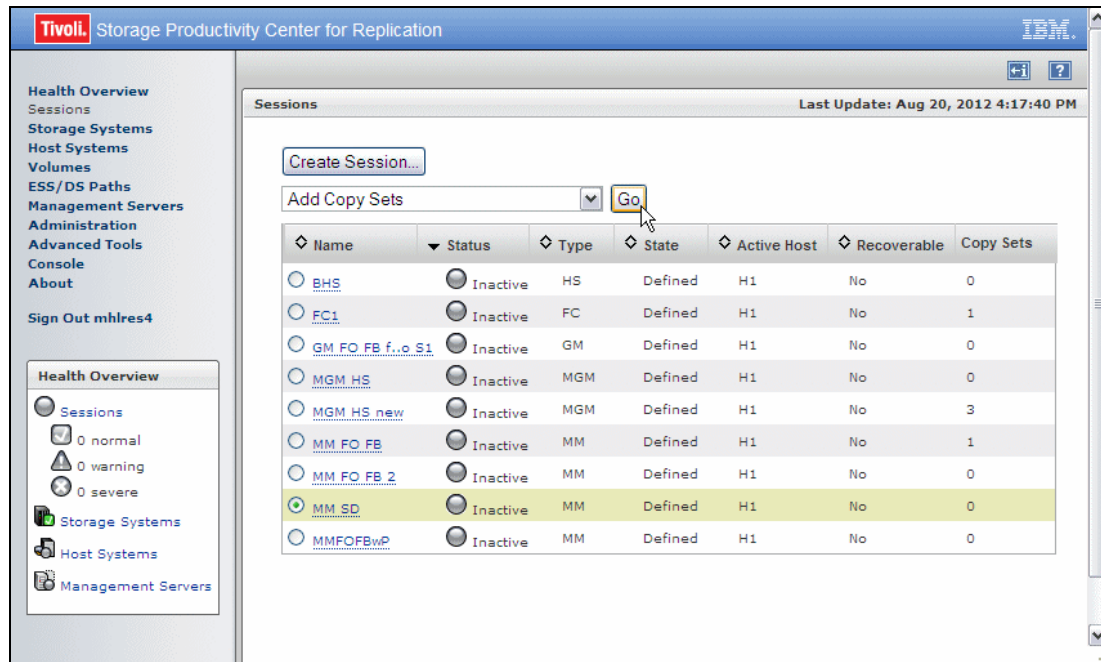 Tivoli. Storage Productivity Center for Replication
IBM.
Health Overview
Sessions
Storage Systems
Host Systems
Volumes
ESS/DS Paths
Management Servers
Administration
Advanced Tools
Console
About
Sign Out mhlres4
Health Overview
Sessions
0 normal
0 warning
0 severe
Storage Systems
Host Systems
Management Servers
i ?
Sessions Last Update: Aug 20, 2012 4:17:40 PM
Create Session...
Add Copy Sets Go
Name Status Type State Active Host Recoverable Copy Sets
BHS Inactive HS Defined H1 No 0
FC1 Inactive FC Defined H1 No 1
GM FO FB f..o S1 Inactive GM Defined H1 No 0
MGM HS Inactive MGM Defined H1 No 0
MGM HS new Inactive MGM Defined H1 No 3
MM FO FB Inactive MM Defined H1 No 1
MM FO FB 2 Inactive MM Defined H1 No 0
MM SD Inactive MM Defined H1 No 0
MMFOFBwP Inactive MM Defined H1 No 0